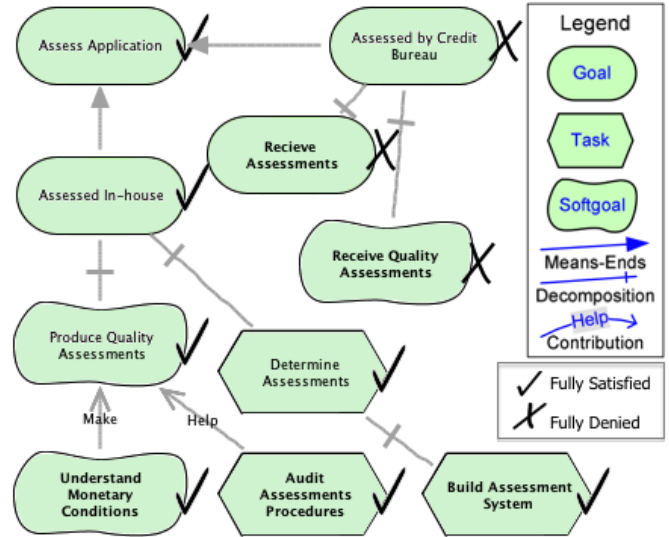 Assess Application
Assessed by Credit
Bureau
Legend
Goal
Recieve
Assessments
Task
Assessed In-house
Softgoal
Receive Quality
Assessments
Means-Ends
Decomposition
Help
Contribution
Produce Quality
Assessments
Determine
Assessments
Fully Satisfied
Fully Denied
Make
Help
Understand
Monetary
Conditions
Audit
Assessments
Procedures
Build Assessment
System